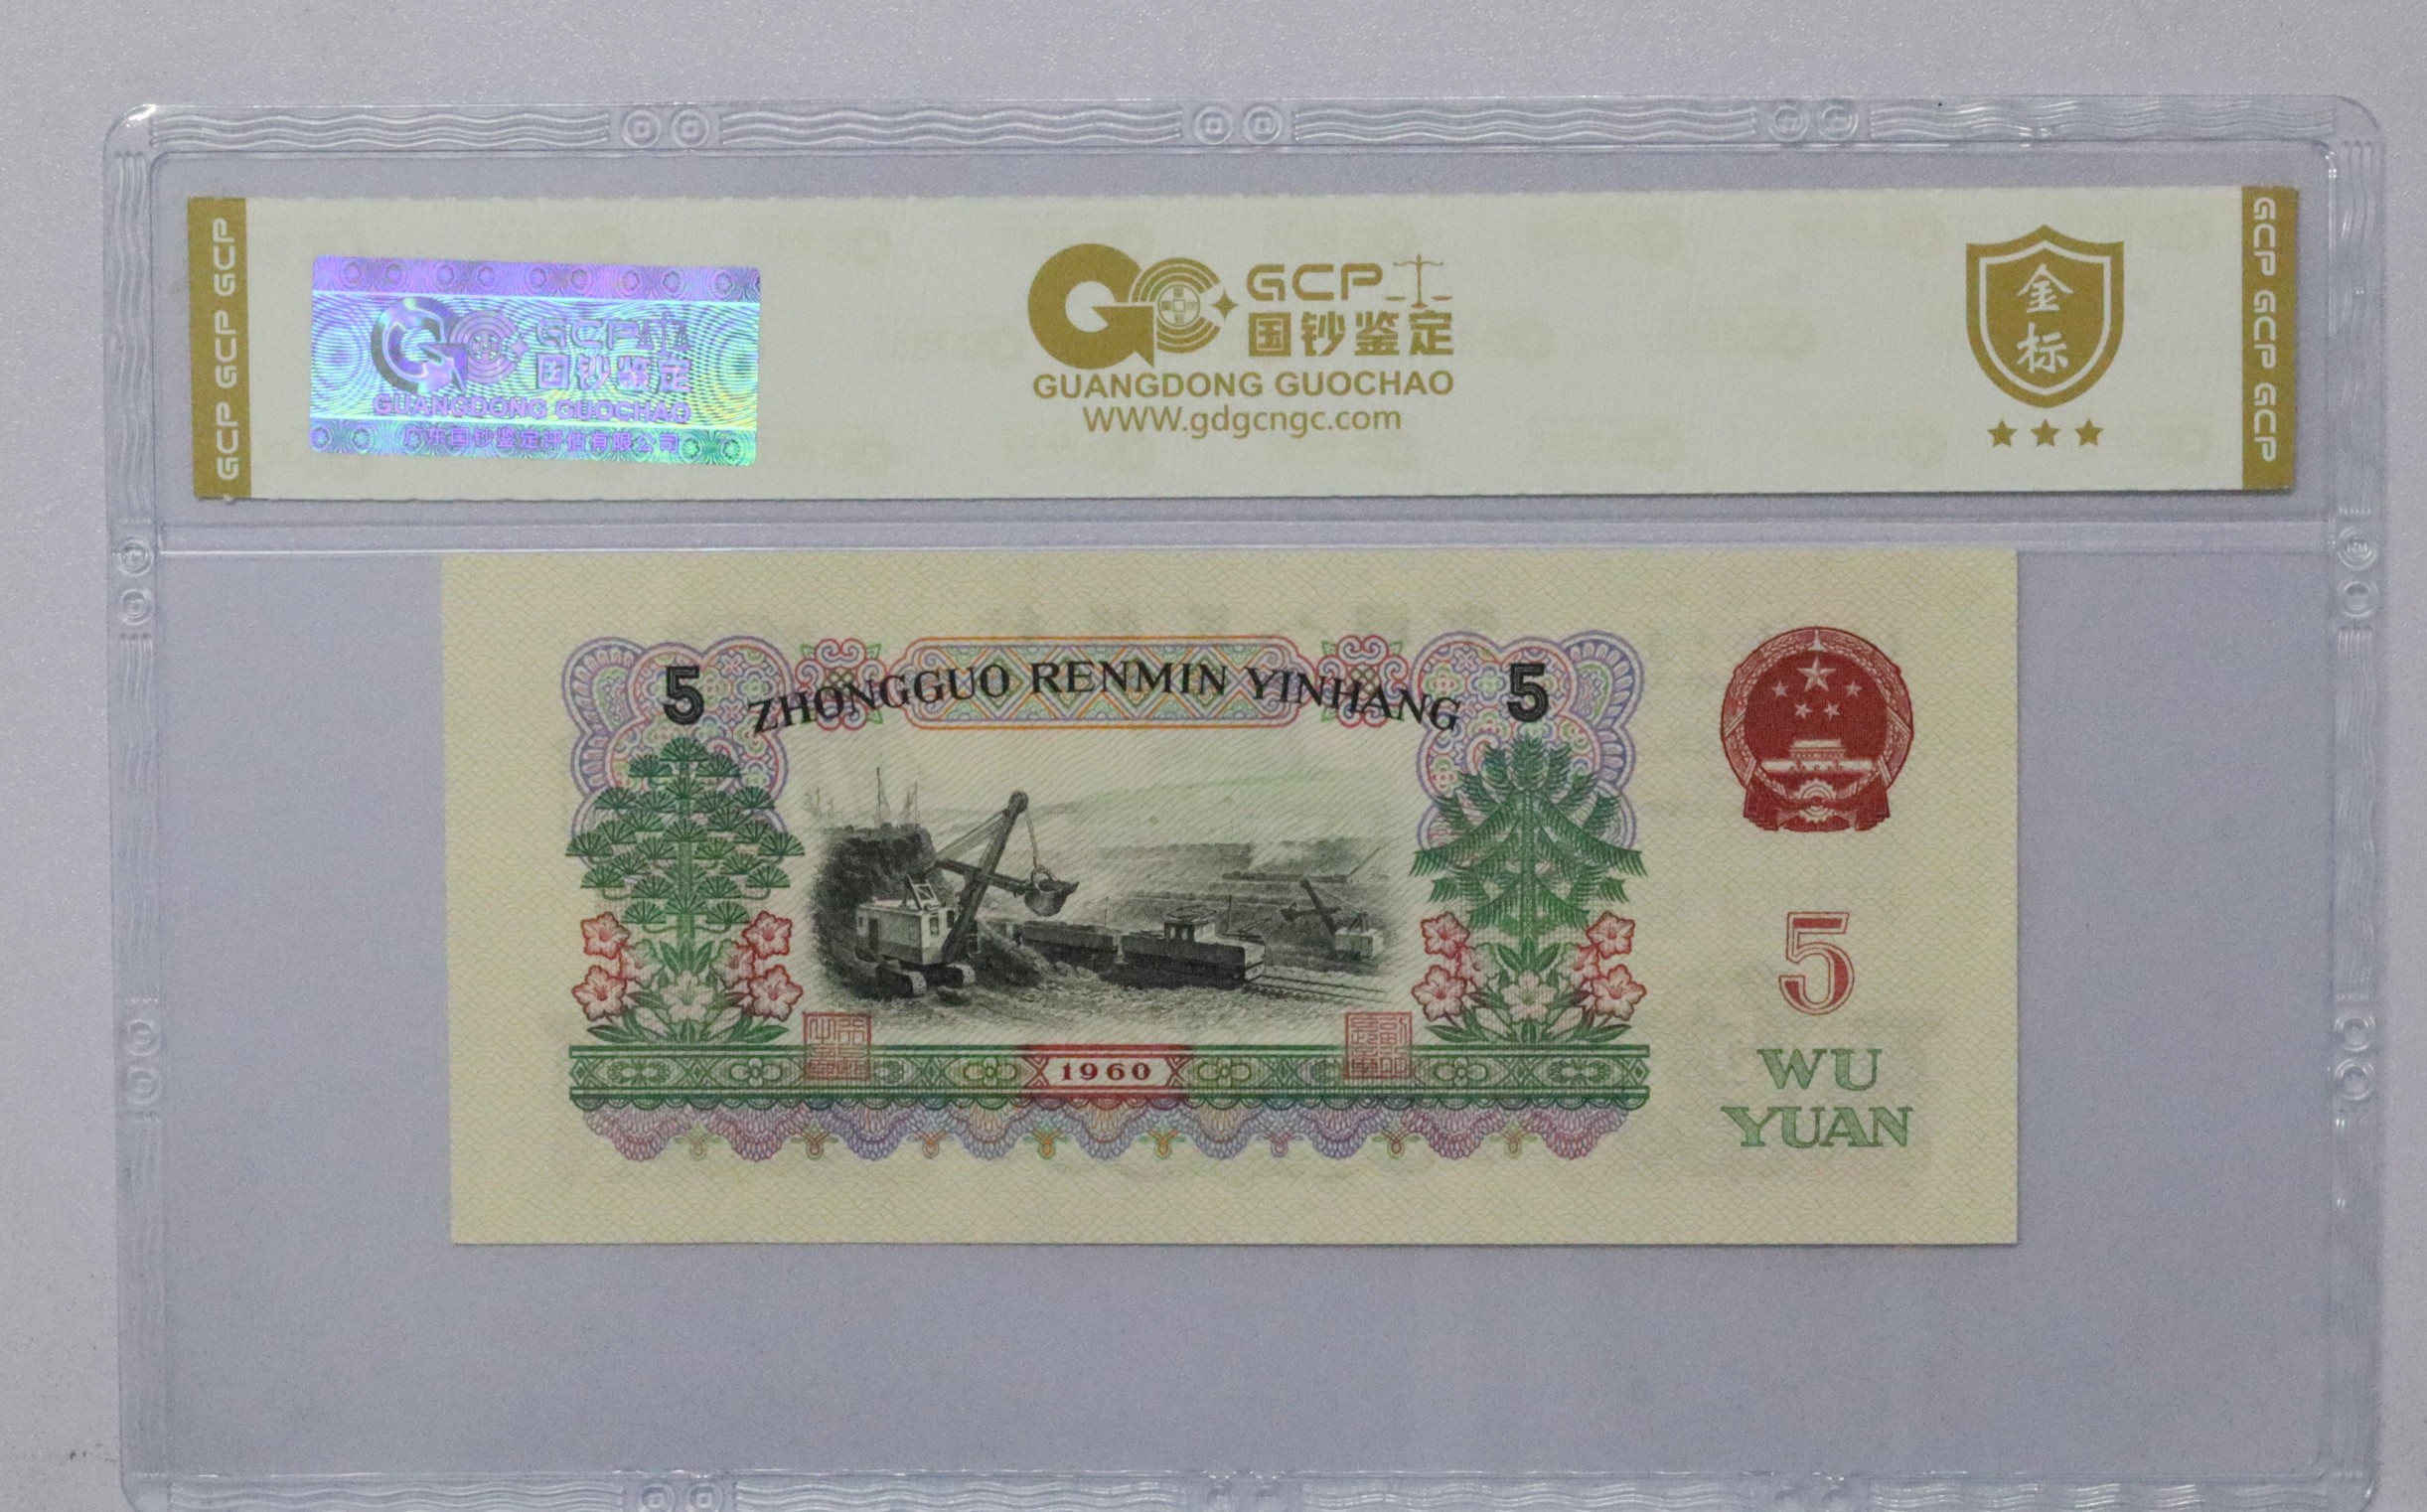 GCP GCP GCP
GCP
国钞鉴定
GUANGDONG GUOCHAO
广东国钞鉴定评估有限公司
GCP
国钞鉴定
GUANGDONG GUOCHAO
WWW.gdgcngc.com
金
标
GCP GCP GCP
5 ZHONGGUO RENMIN YINHANG 5
5
WU
YUAN
1960